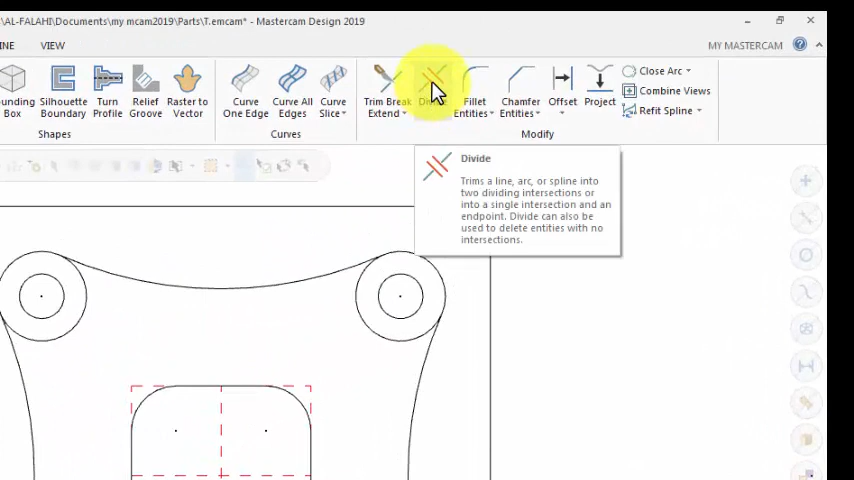 \AL-FALAHI\Documents\my mcam2019\Parts\T.emcam* - Mastercam Design 2019
INE VIEW MY MASTERCAM
ounding Box
Silhouette Boundary
Turn Profile
Relief Groove
Raster to Vector
Curve One Edge
Curve All Edges
Curve Slice
Trim Break Extend
Divide
Fillet Entities
Chamfer Entities
Offset
Project
Close Arc
Combine Views
Refit Spline
Shapes Curves Modify
Divide
Trims a line, arc, or spline into
two dividing intersections or
into a single intersection and an
endpoint. Divide can also be
used to delete entities with no
intersections.